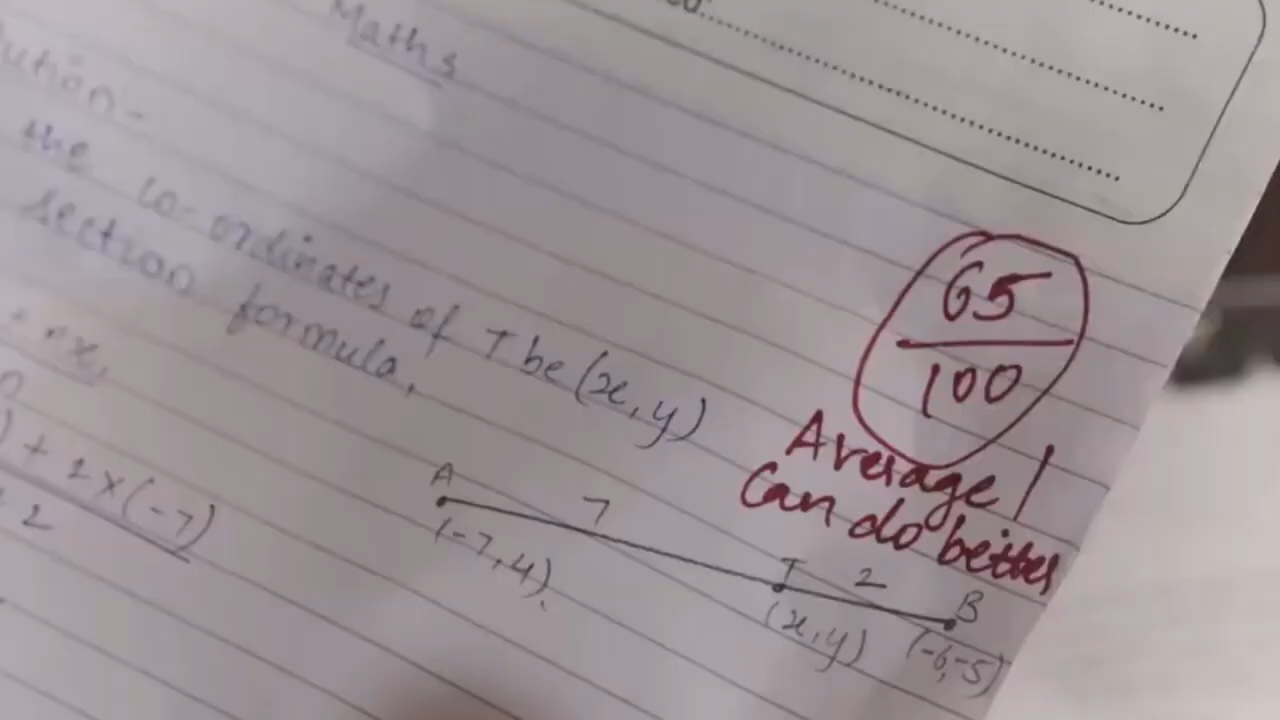 Maths
the co-ordinates of T be (x, y)
section formula,
) + 2 x (-7)
2
65
100
Average!
Can do better
A 7 T 2 B
(-7,4) (x,y) (-6,-5)